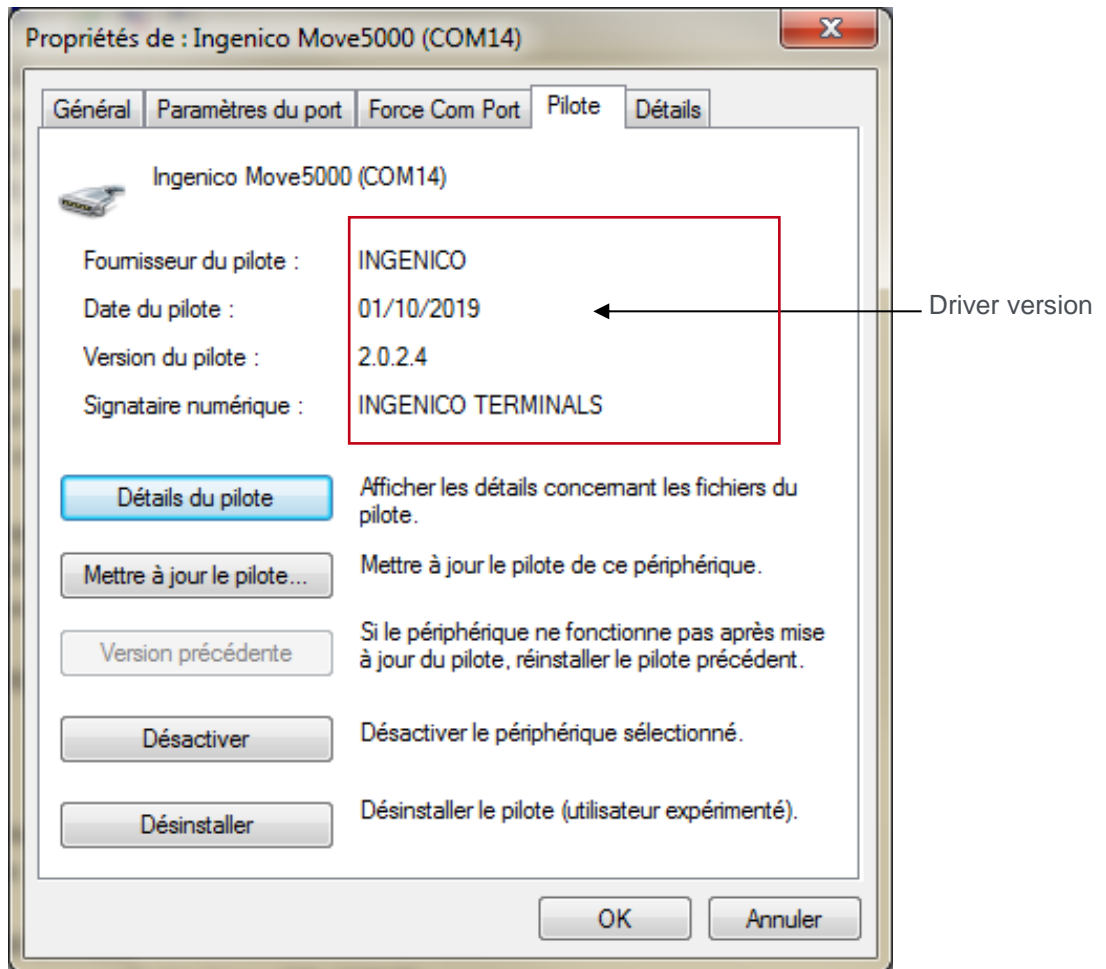 Propriétés de : Ingenico Move5000 (COM14)
Général Paramètres du port Force Com Port Pilote Détails
Ingenico Move5000 (COM14)
Fournisseur du pilote : INGENICO
Date du pilote : 01/10/2019
Driver version
Version du pilote : 2.0.2.4
Signataire numérique : INGENICO TERMINALS
Détails du pilote
Afficher les détails concernant les fichiers du
pilote.
Mettre à jour le pilote...
Mettre à jour le pilote de ce périphérique.
Version précédente
Si le périphérique ne fonctionne pas après mise
à jour du pilote, réinstaller le pilote précédent.
Désactiver
Désactiver le périphérique sélectionné.
Désinstaller
Désinstaller le pilote (utilisateur expérimenté).
OK Annuler